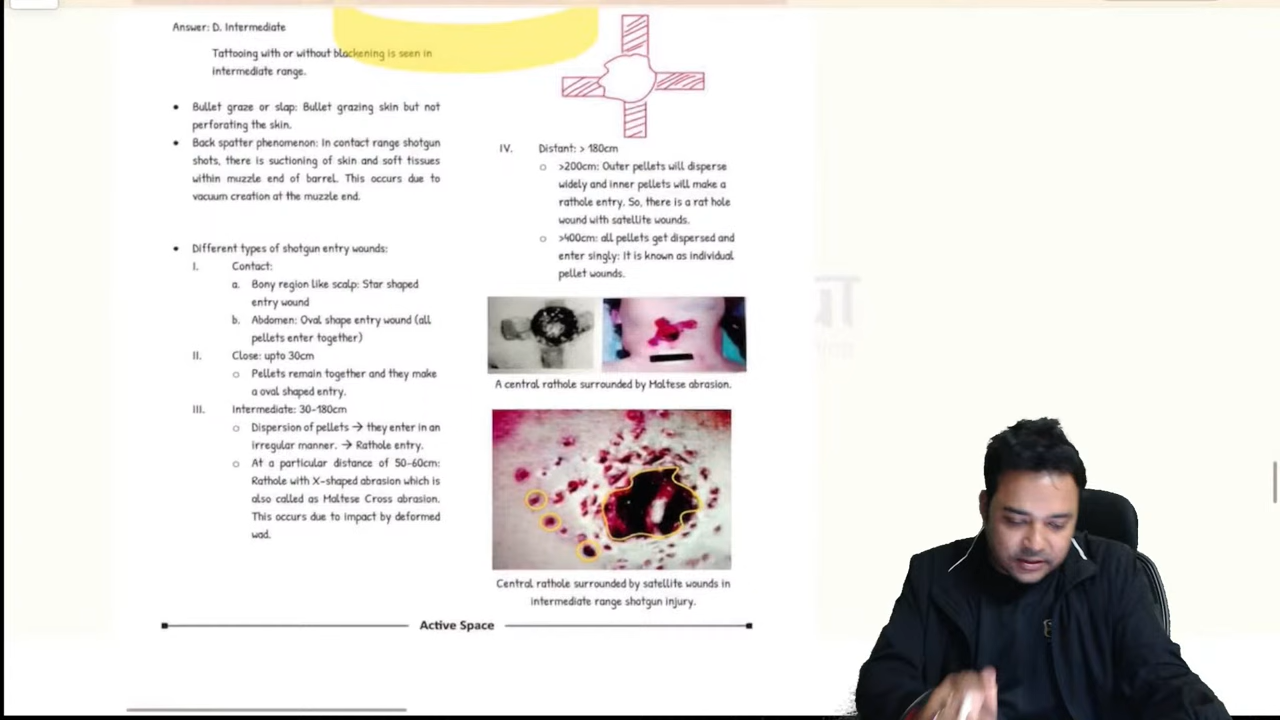 Answer: D. Intermediate
Tattooing with or without blackening is seen in
intermediate range.
• Bullet graze or slap: Bullet grazing skin but not
perforating the skin.
• Back spatter phenomenon: In contact range shotgun
shots, there is suctioning of skin and soft tissues
within muzzle end of barrel. This occurs due to
vacuum creation at the muzzle end.
• Different types of shotgun entry wounds:
I. Contact:
a. Bony region like scalp: Star shaped
entry wound
b. Abdomen: Oval shape entry wound (all
pellets enter together)
II. Close: upto 30cm
o Pellets remain together and they make
a oval shaped entry.
III. Intermediate: 30-180cm
o Dispersion of pellets → they enter in an
irregular manner. → Rathole entry.
o At a particular distance of 50-60cm:
Rathole with X-shaped abrasion which is
also called as Maltese Cross abrasion.
This occurs due to impact by deformed
wad.
IV. Distant: > 180cm
o >200cm: Outer pellets will disperse
widely and inner pellets will make a
rathole entry. So, there is a rat hole
wound with satellite wounds.
o >400cm: all pellets get dispersed and
enter singly: It is known as individual
pellet wounds.
A central rathole surrounded by Maltese abrasion.
Central rathole surrounded by satellite wounds in
intermediate range shotgun injury.
Active Space